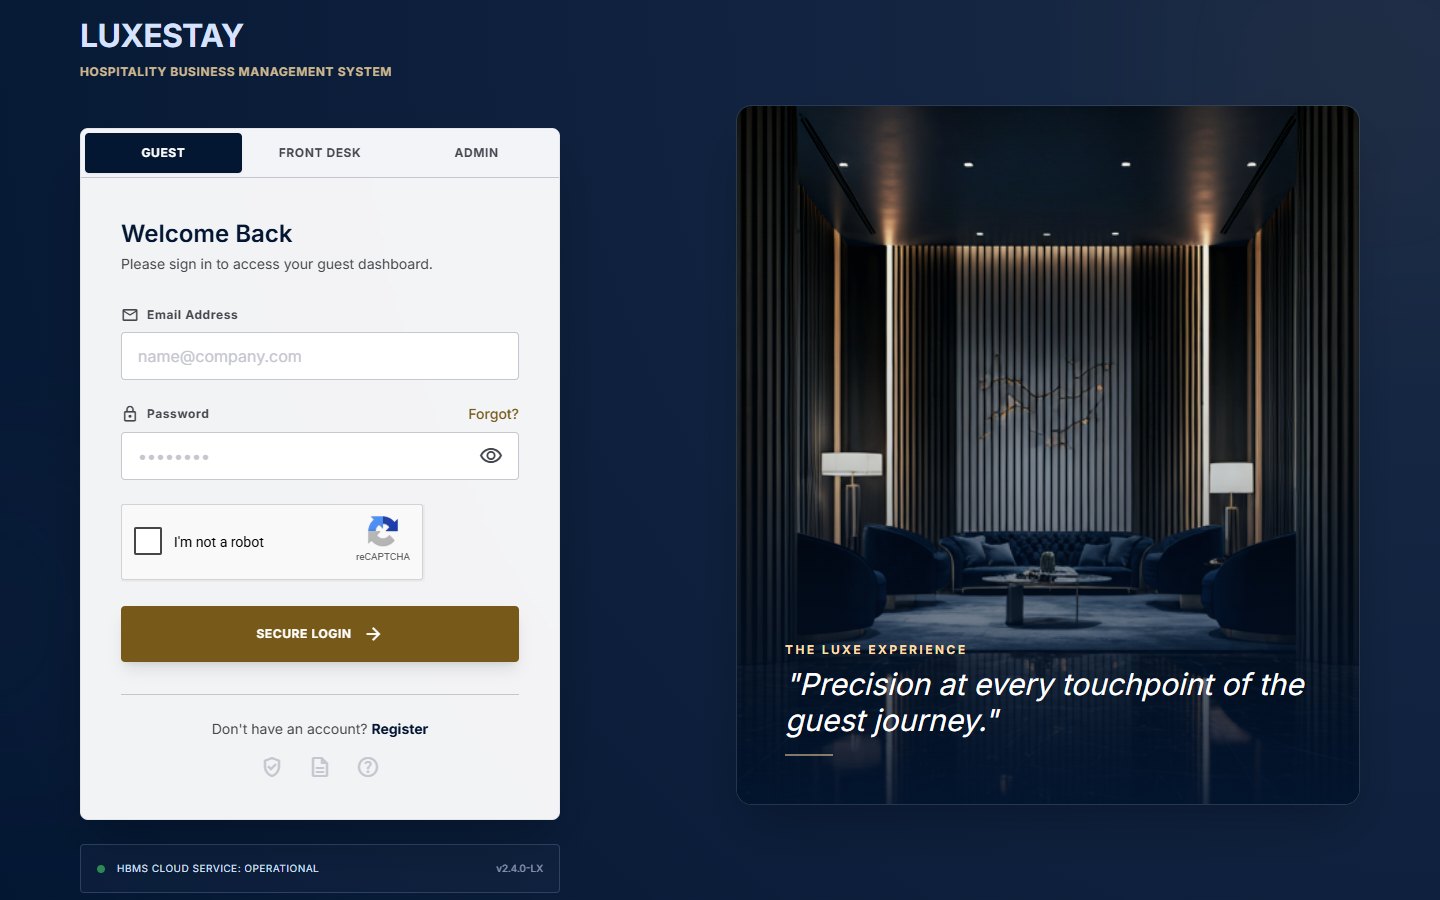 LUXESTAY
HOSPITALITY BUSINESS MANAGEMENT SYSTEM
GUEST
FRONT DESK
ADMIN
Welcome Back
Please sign in to access your guest dashboard.
Email Address
name@company.com
Password
Forgot?
••••••••
I'm not a robot
reCAPTCHA
SECURE LOGIN
Don't have an account? Register
HBMS CLOUD SERVICE: OPERATIONAL
v2.4.0-LX
THE LUXE EXPERIENCE
"Precision at every touchpoint of the
guest journey."